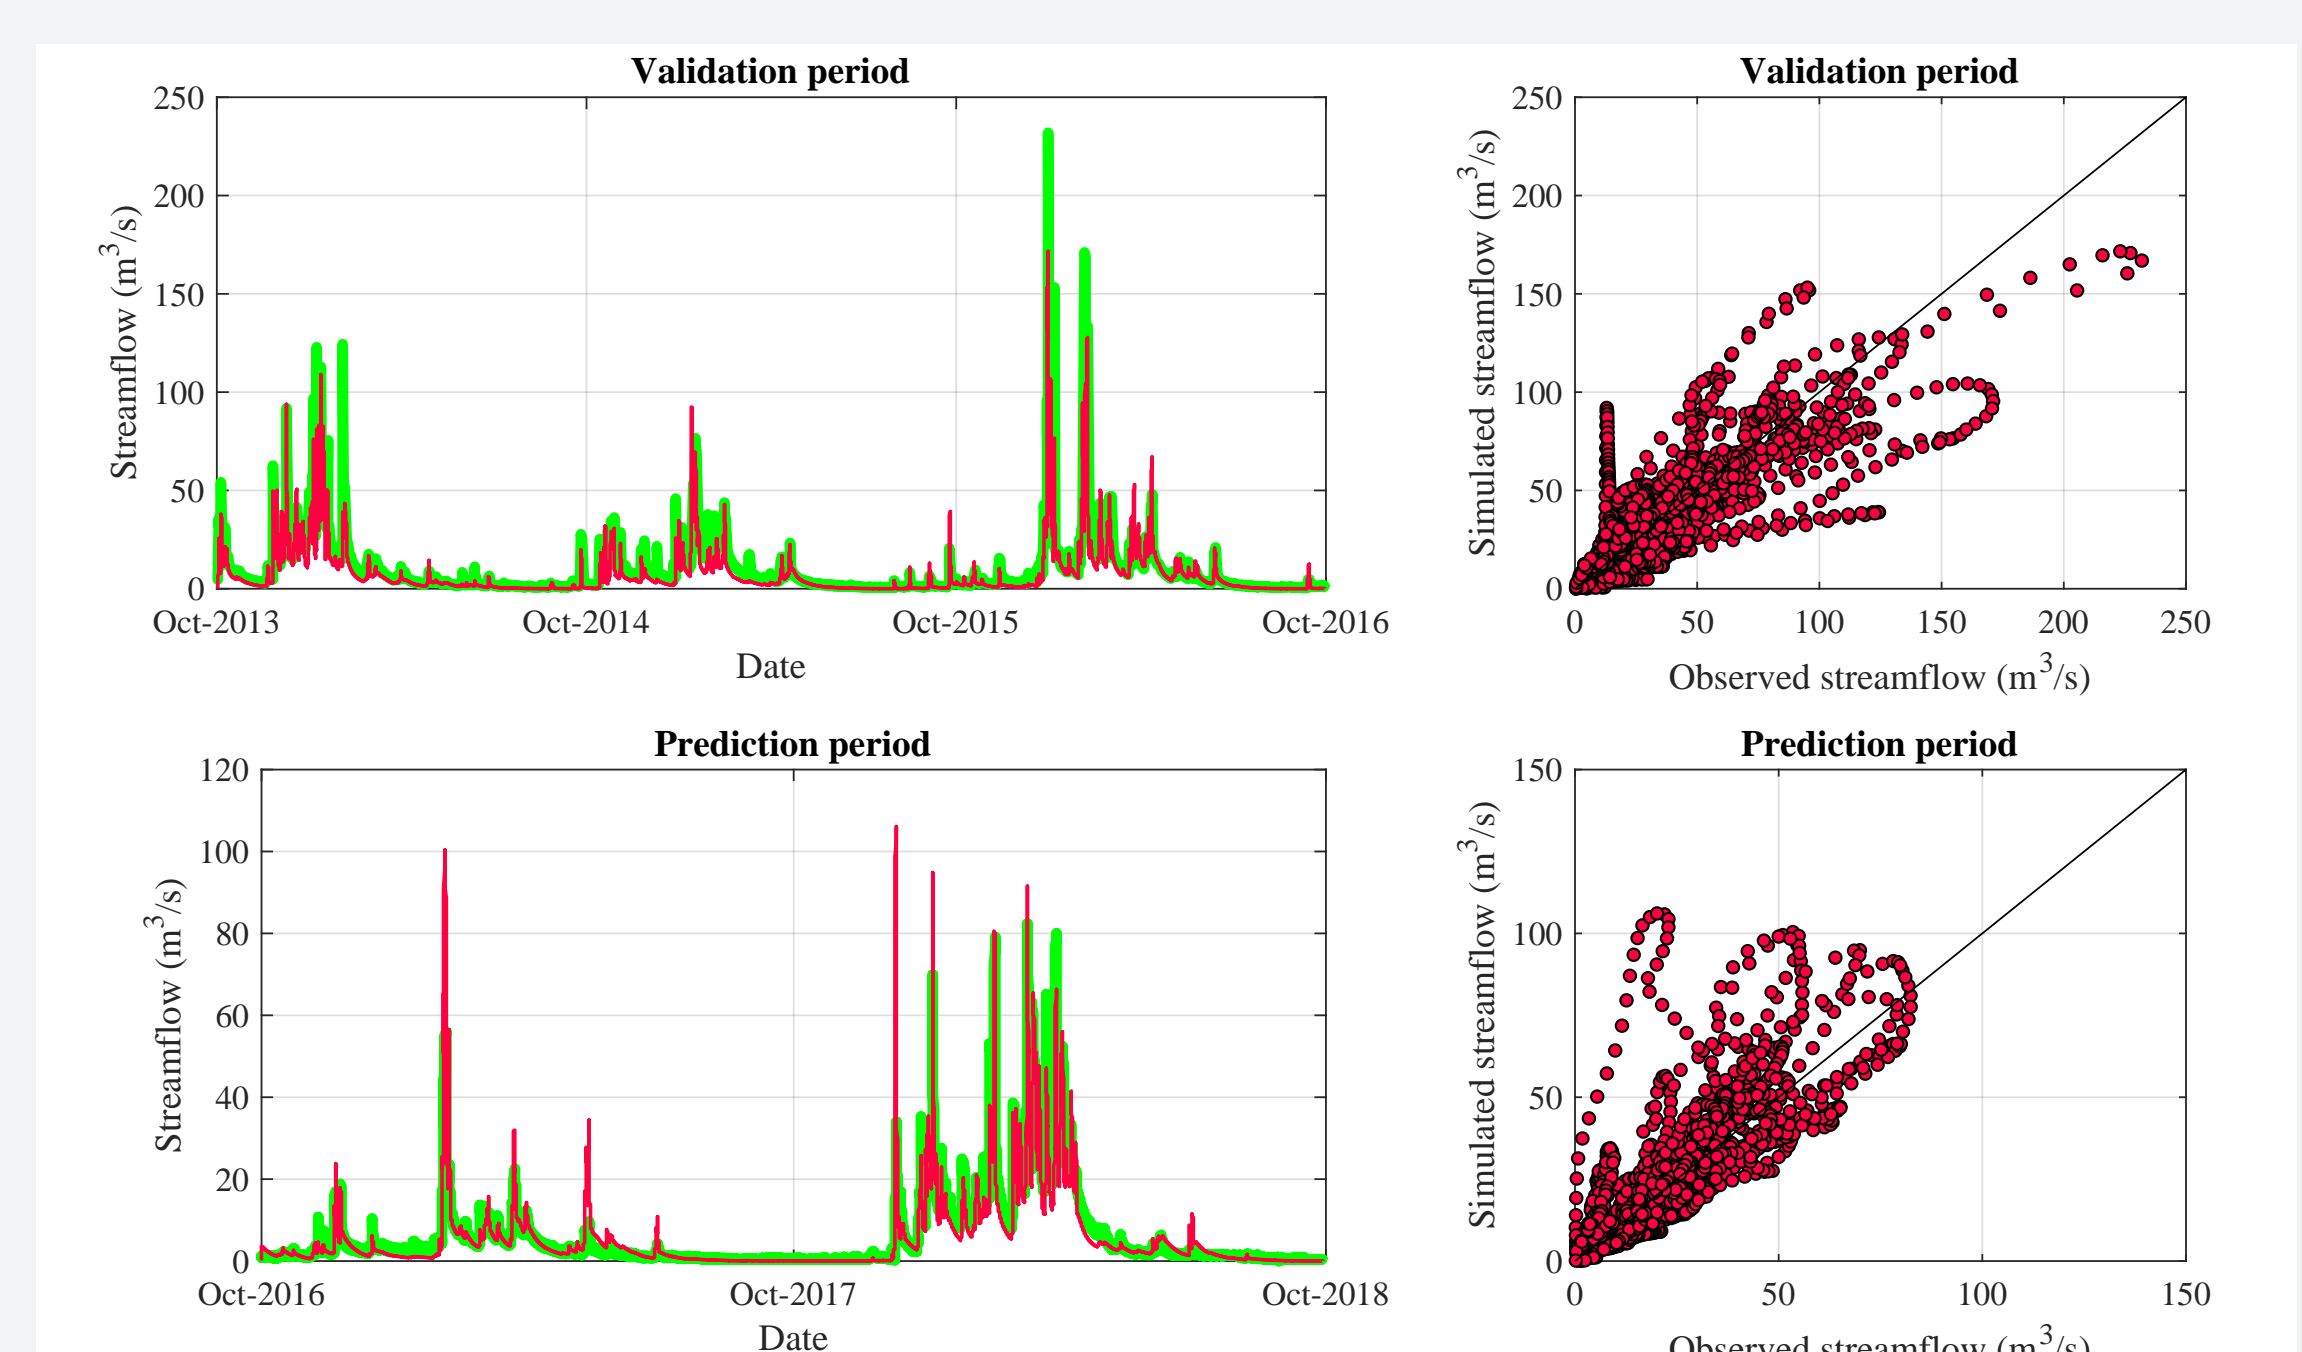 Validation period
250
200
150
100
50
0
Streamflow (m3/s)
Oct-2013 Oct-2014 Oct-2015 Oct-2016
Date
Validation period
250
200
150
100
50
0
Simulated streamflow (m3/s)
0 50 100 150 200 250
Observed streamflow (m3/s)
Prediction period
120
100
80
60
40
20
0
Streamflow (m3/s)
Oct-2016 Oct-2017 Oct-2018
Date
Prediction period
150
100
50
0
Simulated streamflow (m3/s)
0 50 100 150
Observed streamflow (m3/s)